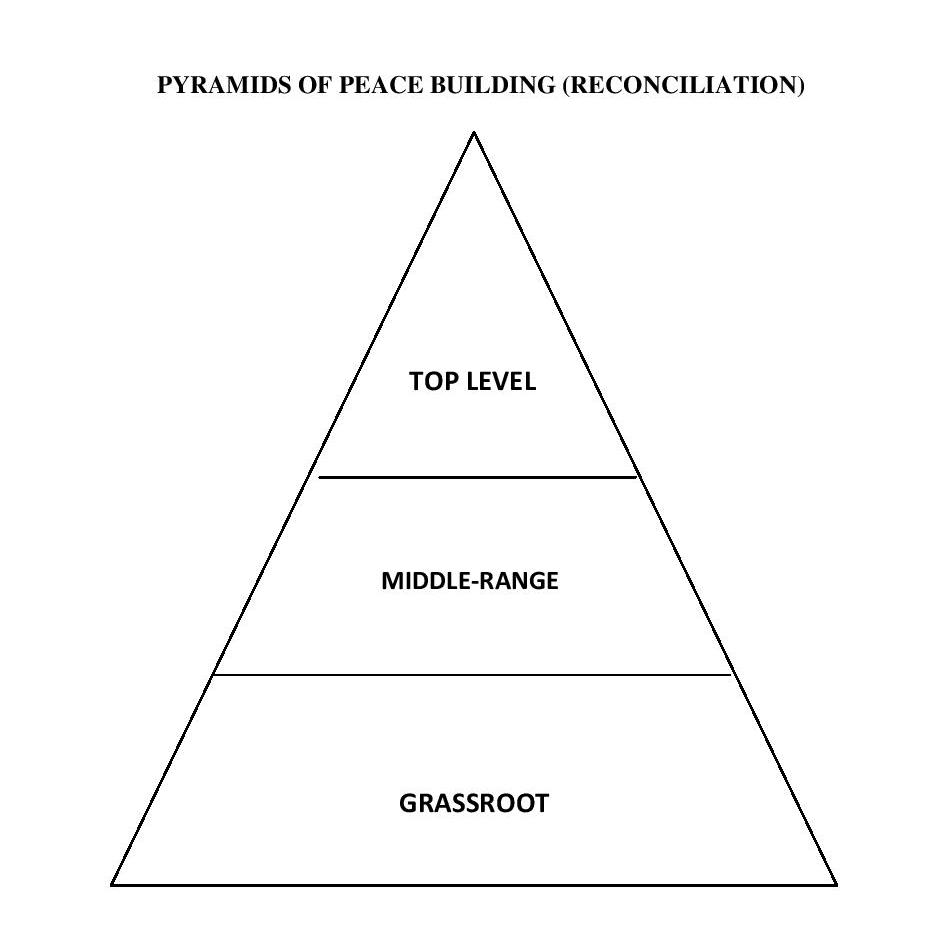 PYRAMIDS OF PEACE BUILDING (RECONCILIATION)
TOP LEVEL
MIDDLE-RANGE
GRASSROOT